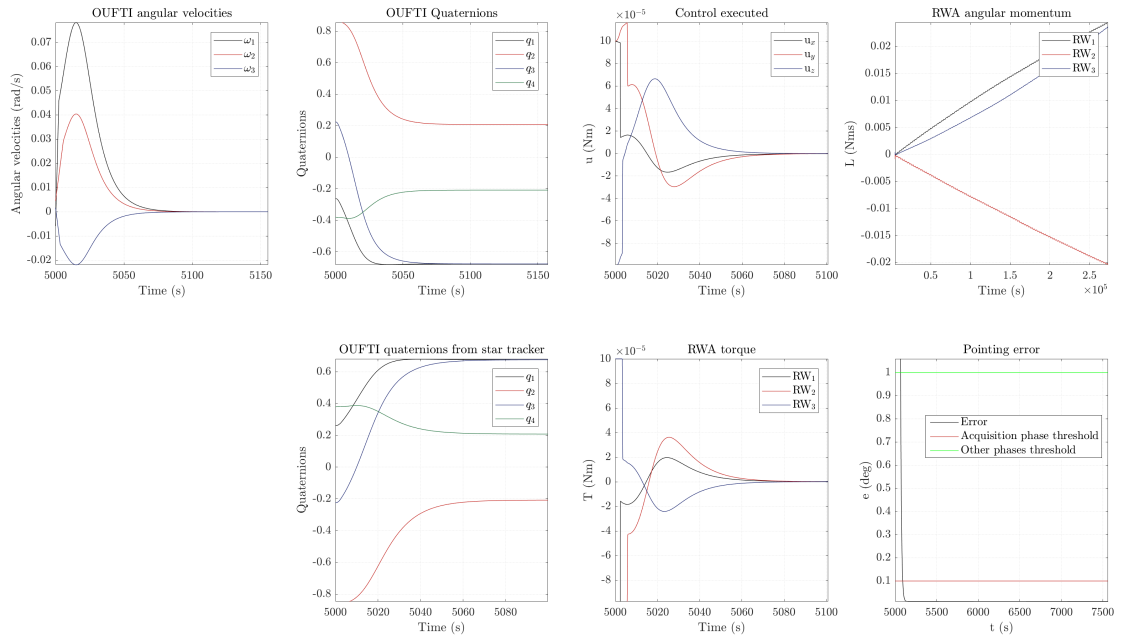 OUFTI angular velocities
Angular velocities (rad/s)
0.07
0.06
0.05
0.04
0.03
0.02
0.01
0
-0.01
-0.02
5000
5050
5100
5150
Time (s)
ω₁
ω₂
ω₃
OUFTI Quaternions
Quaternions
0.8
0.6
0.4
0.2
0
-0.2
-0.4
-0.6
5000
5050
5100
5150
Time (s)
q₁
q₂
q₃
q₄
Control executed
×10⁻⁵
u (Nm)
10
8
6
4
2
0
-2
-4
-6
-8
5000
5020
5040
5060
5080
5100
Time (s)
uₓ
u_y
u_z
RWA angular momentum
L (Nms)
0.02
0.015
0.01
0.005
0
-0.005
-0.01
-0.015
-0.02
0.5
1
1.5
2
2.5
×10⁵
Time (s)
RW₁
RW₂
RW₃
OUFTI quaternions from star tracker
Quaternions
0.6
0.4
0.2
0
-0.2
-0.4
-0.6
-0.8
5000
5020
5040
5060
5080
Time (s)
q₁
q₂
q₃
q₄
RWA torque
×10⁻⁵
T (Nm)
10
8
6
4
2
0
-2
-4
-6
-8
5000
5020
5040
5060
5080
5100
Time (s)
RW₁
RW₂
RW₃
Pointing error
e (deg)
1
0.9
0.8
0.7
0.6
0.5
0.4
0.3
0.2
0.1
5000
5500
6000
6500
7000
7500
t (s)
Error
Acquisition phase threshold
Other phases threshold